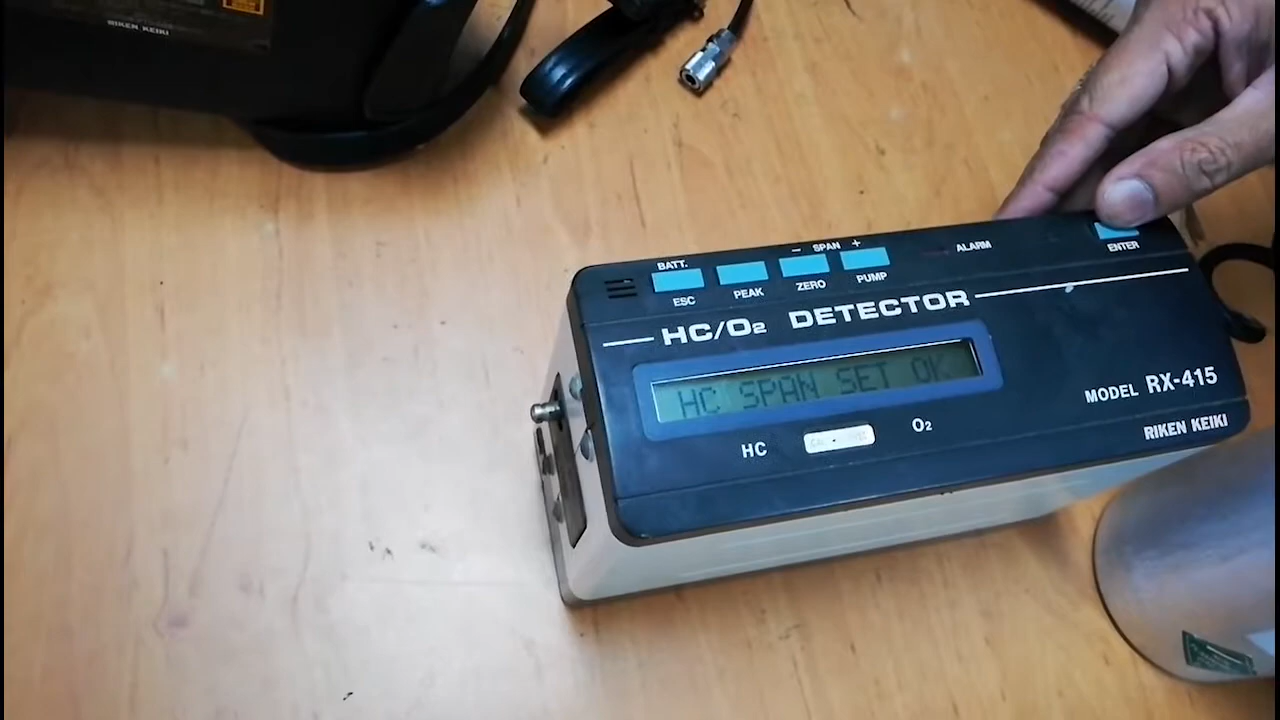 RIKEN KEIKI
BATT.
− SPAN +
ALARM
ESC
PEAK
ZERO
PUMP
ENTER
HC/O₂ DETECTOR
HC SPAN SET OK
MODEL RX-415
HC
O₂
RIKEN KEIKI